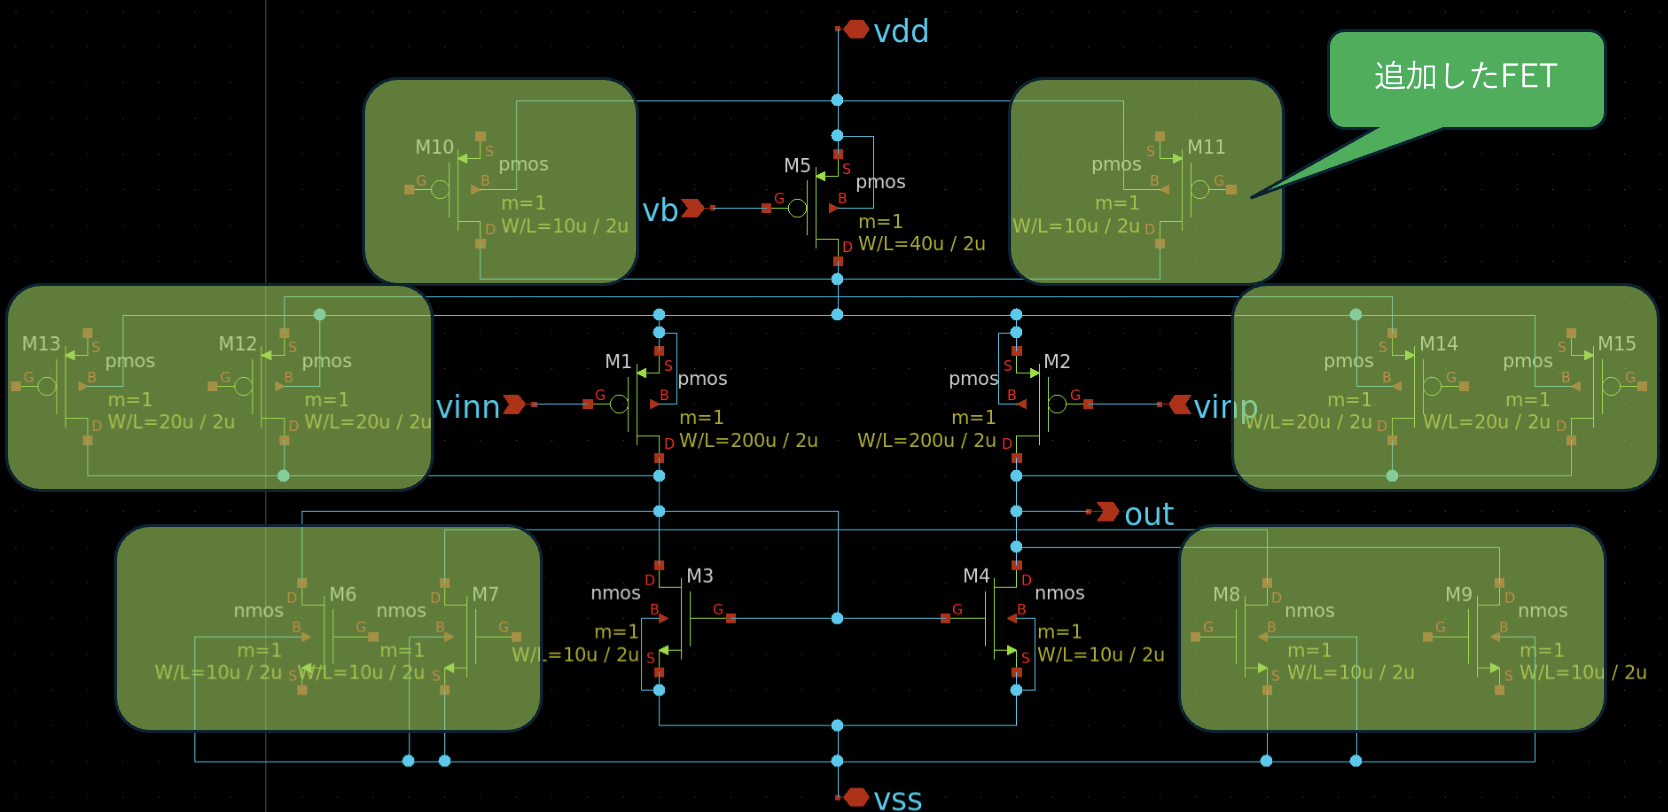 vdd
追加したFET
M10
S
pmos
G
B
m=1
W/L=10u / 2u
D
M5
S
pmos
vb
G
B
m=1
W/L=40u / 2u
D
M11
S
pmos
G
B
m=1
W/L=10u / 2u
D
M13
S
pmos
G
B
m=1
W/L=20u / 2u
D
M12
S
pmos
G
B
m=1
W/L=20u / 2u
D
M1
S
pmos
vinn
G
B
m=1
W/L=200u / 2u
D
M2
S
pmos
vinp
G
B
m=1
W/L=200u / 2u
D
M14
S
pmos
G
B
m=1
W/L=20u / 2u
D
M15
S
pmos
G
B
m=1
W/L=20u / 2u
D
out
M6
D
nmos
B
G
m=1
W/L=10u / 2u
S
M7
D
nmos
B
G
m=1
W/L=10u / 2u
S
M3
D
nmos
B
G
m=1
W/L=10u / 2u
S
M4
D
nmos
B
G
m=1
W/L=10u / 2u
S
M8
D
nmos
G
B
m=1
W/L=10u / 2u
S
M9
D
nmos
G
B
m=1
W/L=10u / 2u
S
vss